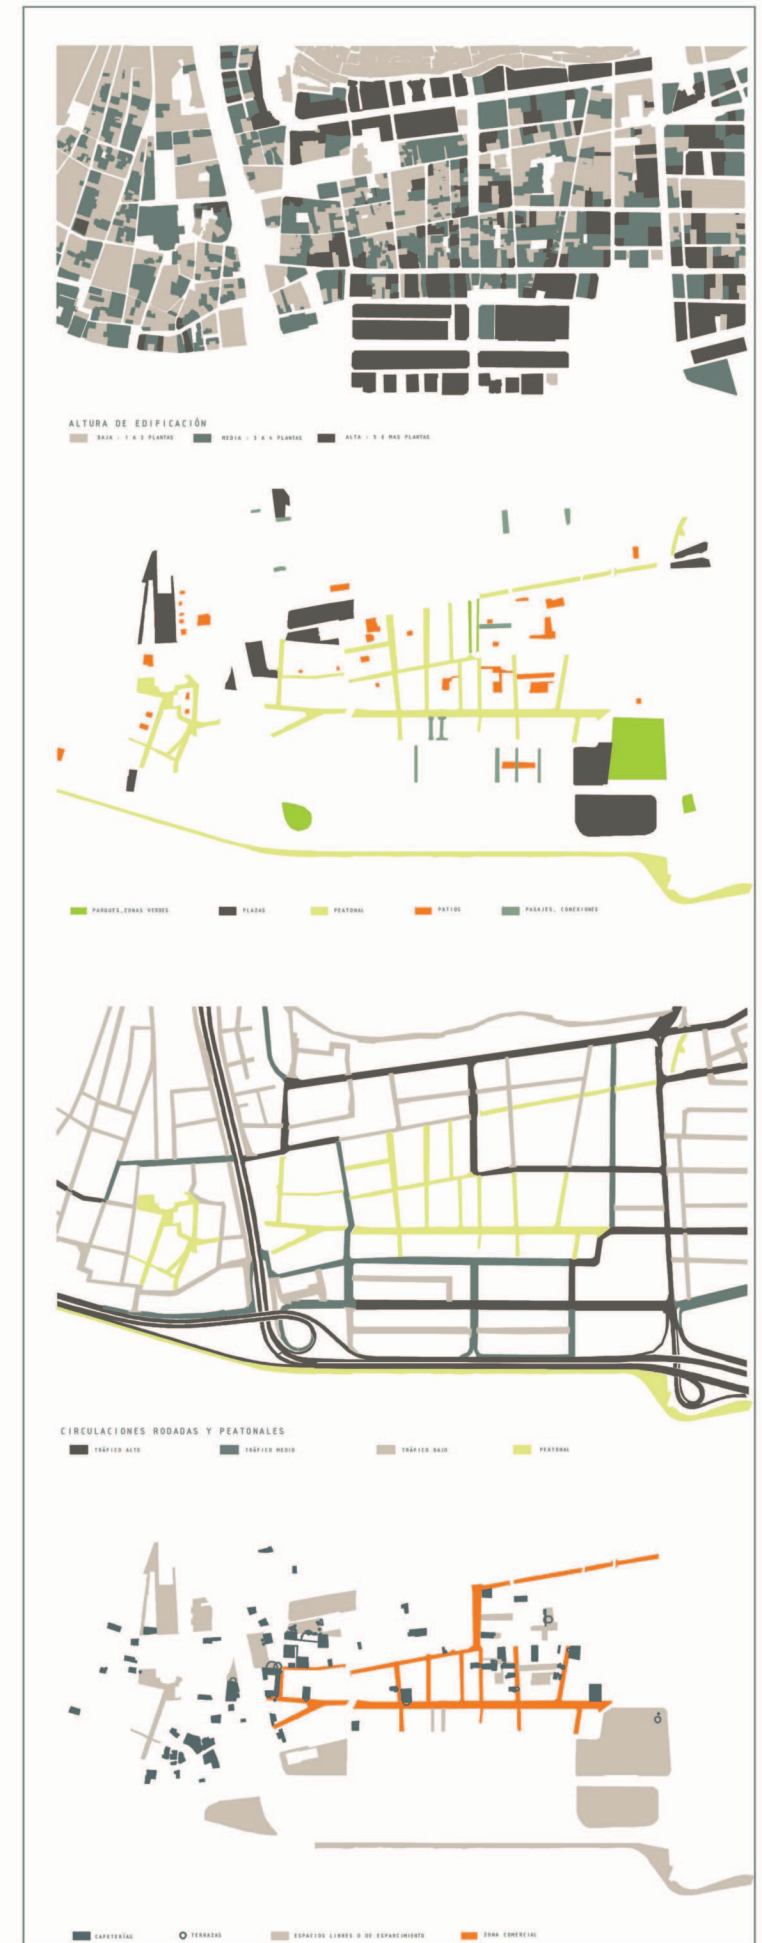 ALTURA DE EDIFICACIÓN
BAJA : 1 A 2 PLANTAS MEDIA : 3 A 4 PLANTAS ALTA : 5 E MAS PLANTAS
PARQUES,ZONAS VERDES PLAZAS PEATONAL PATIOS PASAJES, CONEXIONES
CIRCULACIONES RODADAS Y PEATONALES
TRÁFICO ALTO TRÁFICO MEDIO TRÁFICO BAJO PEATONAL
CAFETERÍAS TERRAZAS ESPACIOS LIBRES O DE ESPARCIMIENTO ZONA COMERCIAL